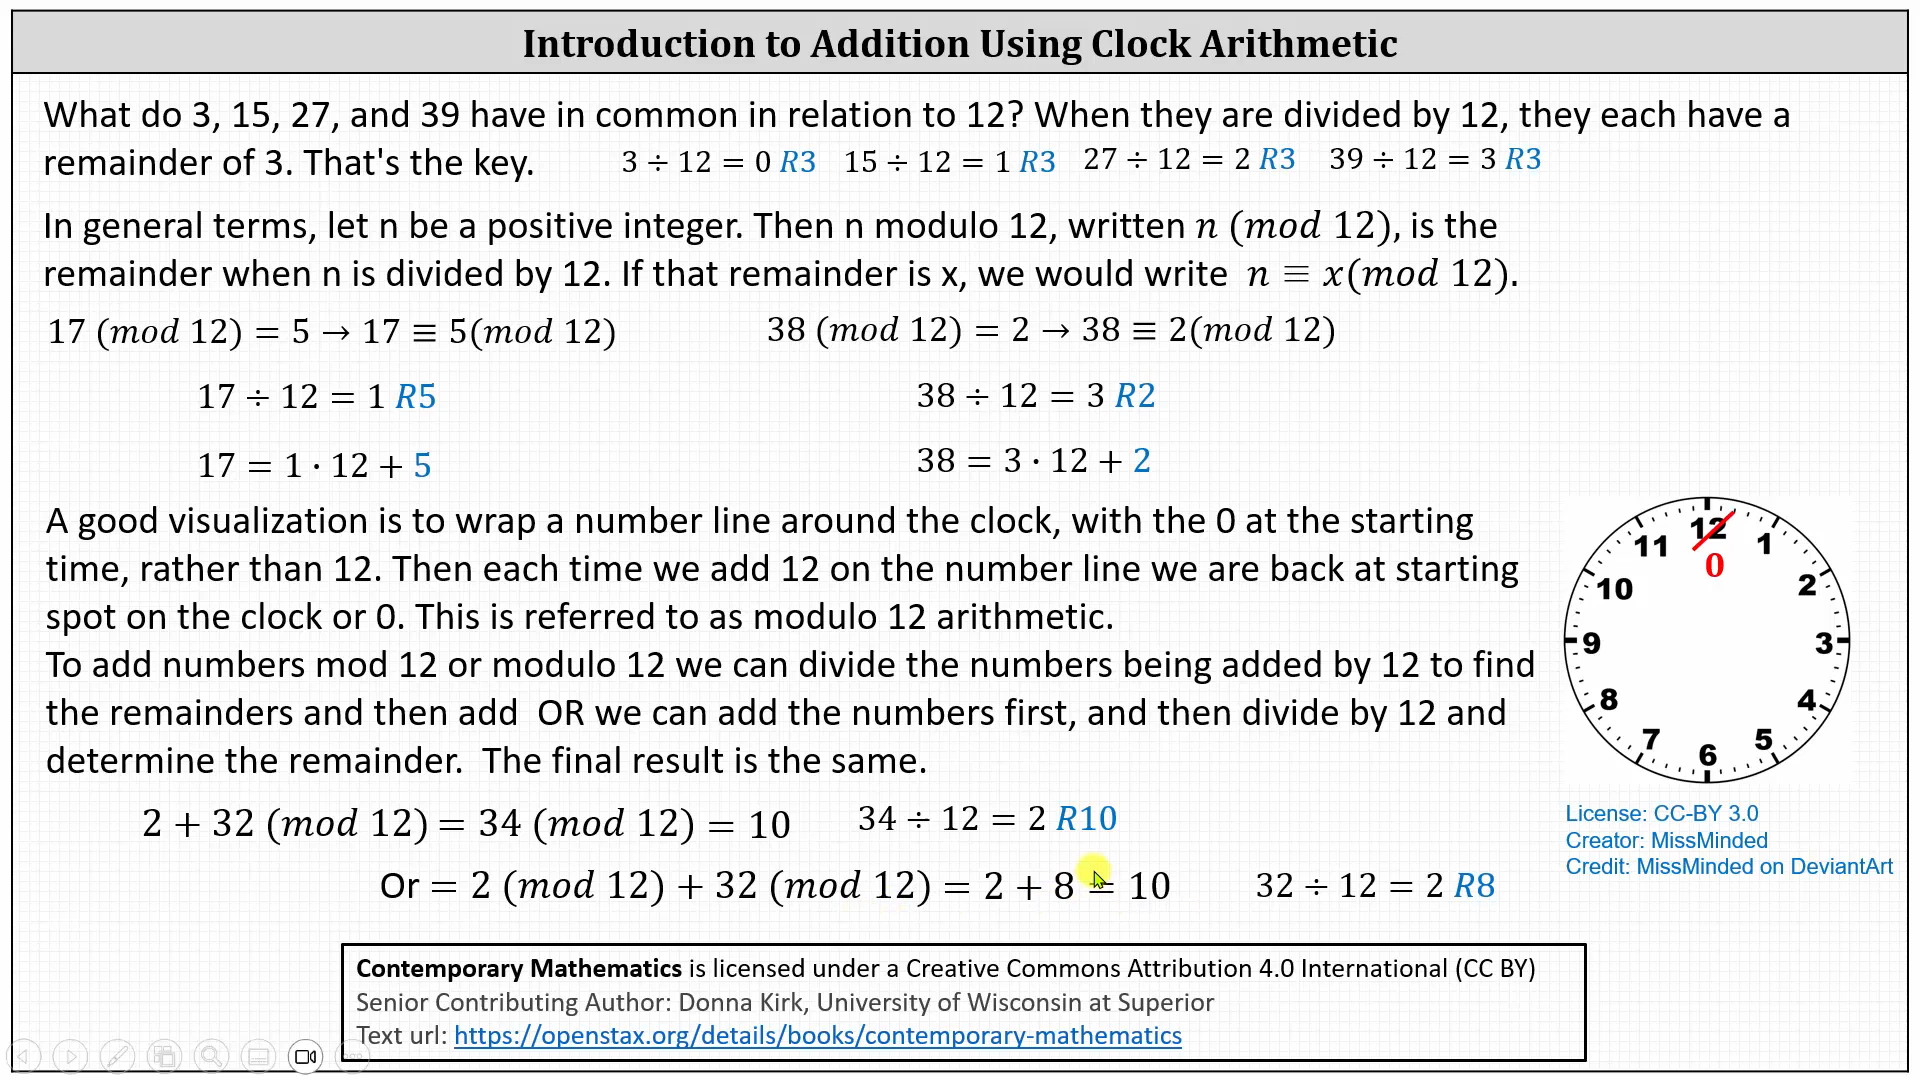 Introduction to Addition Using Clock Arithmetic
What do 3, 15, 27, and 39 have in common in relation to 12? When they are divided by 12, they each have a
remainder of 3. That's the key. 3 ÷ 12 = 0 R3 15 ÷ 12 = 1 R3 27 ÷ 12 = 2 R3 39 ÷ 12 = 3 R3
In general terms, let n be a positive integer. Then n modulo 12, written n (mod 12), is the
remainder when n is divided by 12. If that remainder is x, we would write n ≡ x(mod 12).
17 (mod 12) = 5 → 17 ≡ 5(mod 12) 38 (mod 12) = 2 → 38 ≡ 2(mod 12)
17 ÷ 12 = 1 R5 38 ÷ 12 = 3 R2
17 = 1 · 12 + 5 38 = 3 · 12 + 2
A good visualization is to wrap a number line around the clock, with the 0 at the starting
time, rather than 12. Then each time we add 12 on the number line we are back at starting
spot on the clock or 0. This is referred to as modulo 12 arithmetic.
To add numbers mod 12 or modulo 12 we can divide the numbers being added by 12 to find
the remainders and then add OR we can add the numbers first, and then divide by 12 and
determine the remainder. The final result is the same.
12
0
1
2
3
4
5
6
7
8
9
10
11
License: CC-BY 3.0
Creator: MissMinded
Credit: MissMinded on DeviantArt
2 + 32 (mod 12) = 34 (mod 12) = 10 34 ÷ 12 = 2 R10
Or = 2 (mod 12) + 32 (mod 12) = 2 + 8 = 10 32 ÷ 12 = 2 R8
Contemporary Mathematics is licensed under a Creative Commons Attribution 4.0 International (CC BY)
Senior Contributing Author: Donna Kirk, University of Wisconsin at Superior
Text url: https://openstax.org/details/books/contemporary-mathematics